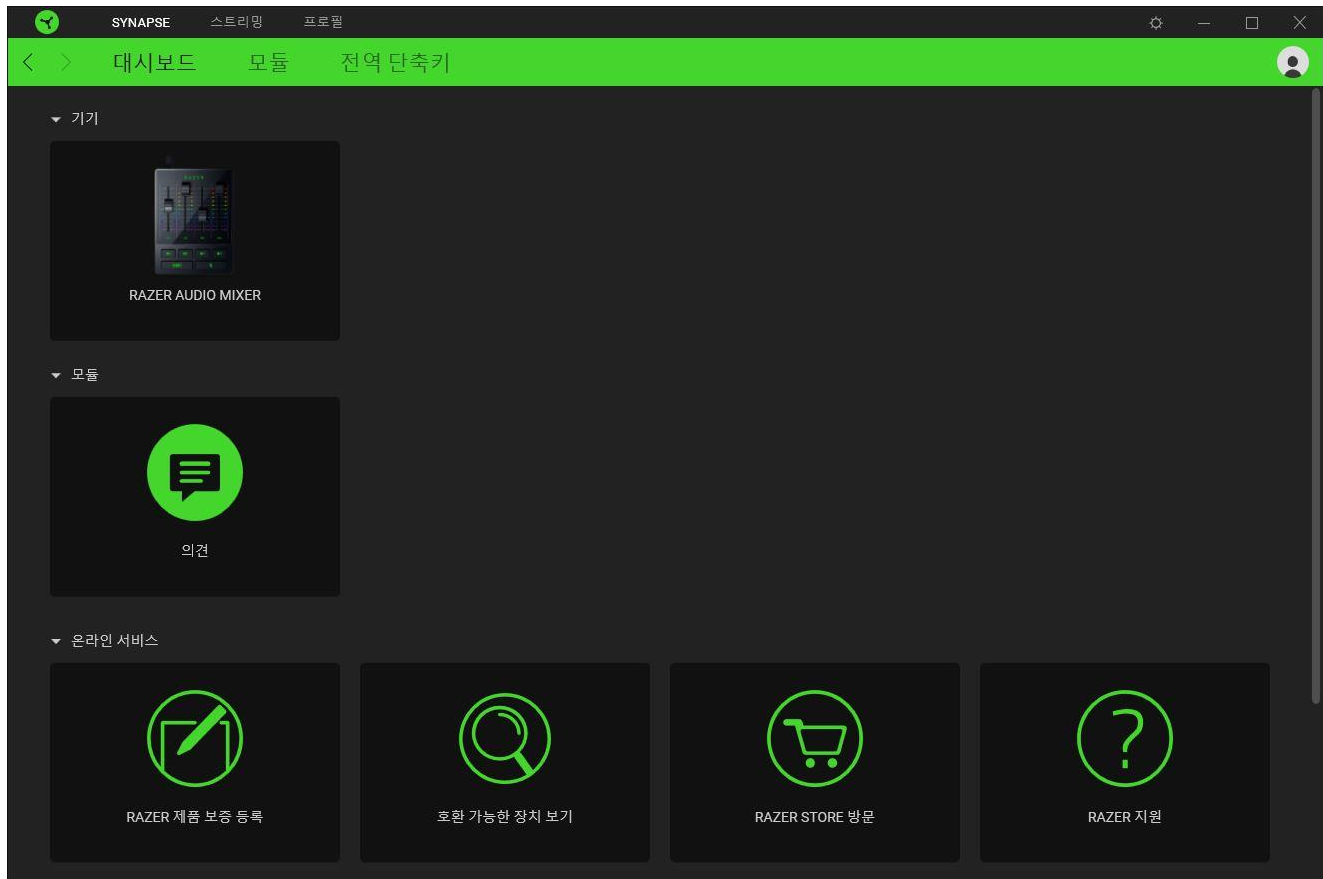 SYNAPSE 스트리밍 프로필
대시보드 모듈 전역 단축키
기기
RAZER AUDIO MIXER
모듈
의견
온라인 서비스
RAZER 제품 보증 등록 호환 가능한 장치 보기 RAZER STORE 방문 RAZER 지원